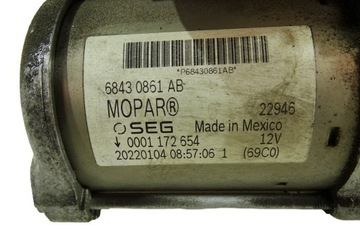 *P68430861AB*
6843 0861 AB
MOPAR® 22946
SEG Made in Mexico
↓ 0001 172 654 12V
20220104 08:57:06 1 (69C0)